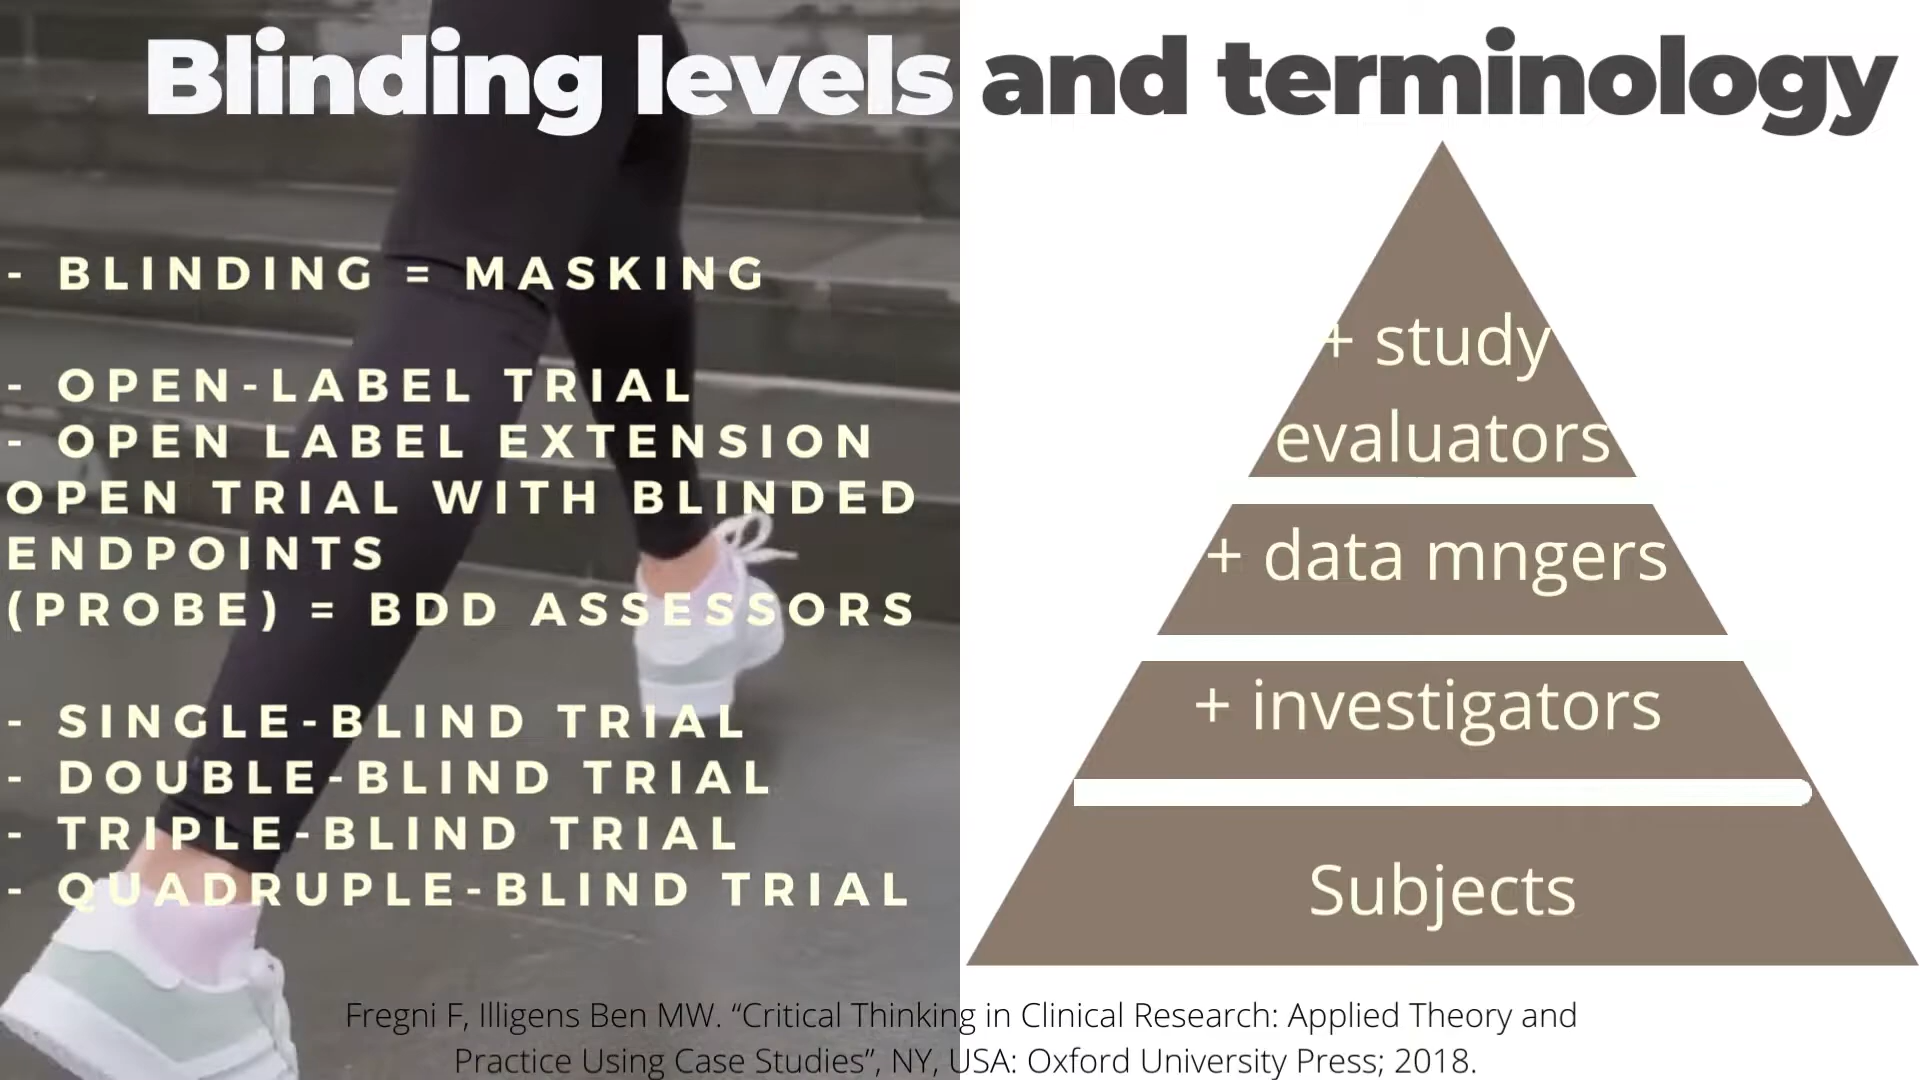 Blinding levels and terminology
- BLINDING = MASKING
- OPEN-LABEL TRIAL
- OPEN LABEL EXTENSION
OPEN TRIAL WITH BLINDED
ENDPOINTS
(PROBE) = BDD ASSESSORS
- SINGLE-BLIND TRIAL
- DOUBLE-BLIND TRIAL
- TRIPLE-BLIND TRIAL
- QUADRUPLE-BLIND TRIAL
+ study
evaluators
+ data mngers
+ investigators
Subjects
Fregni F, Illigens Ben MW. “Critical Thinking in Clinical Research: Applied Theory and
Practice Using Case Studies”, NY, USA: Oxford University Press; 2018.